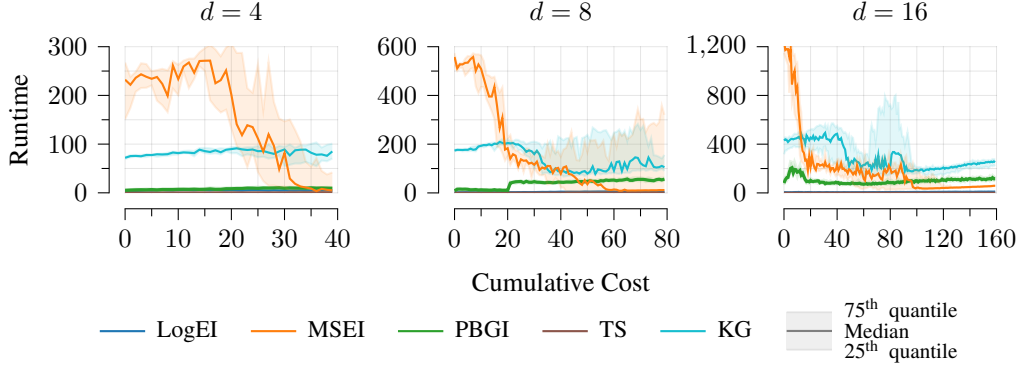 d = 4
d = 8
d = 16
Runtime
300
200
100
0
600
400
200
0
1,200
800
400
0
0 10 20 30 40
0 20 40 60 80
0 40 80 120 160
Cumulative Cost
LogEI MSEI PBGI TS KG
75th quantile
Median
25th quantile